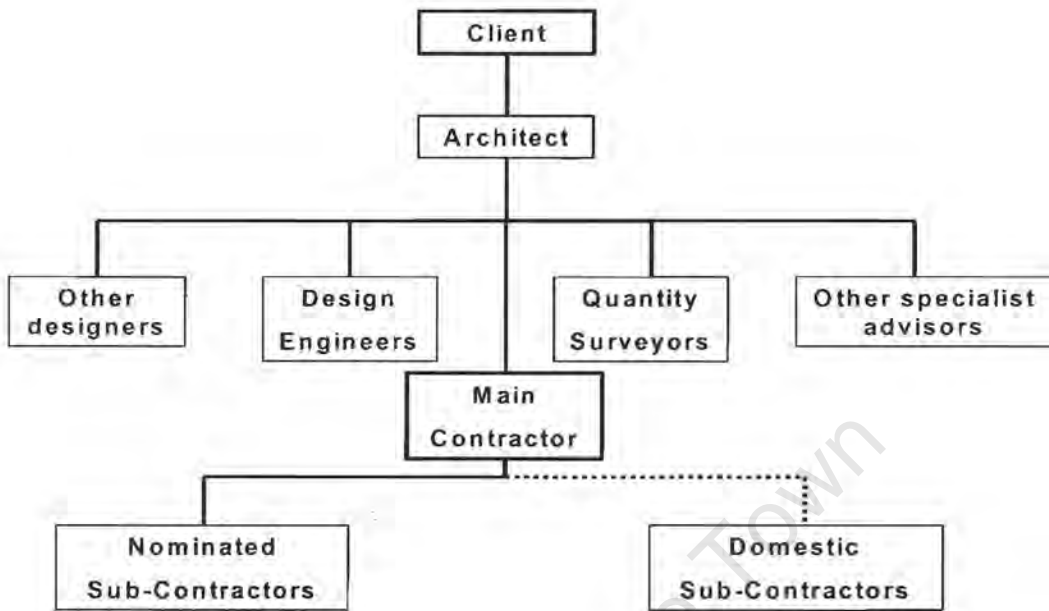 Client
Architect
Other
designers
Design
Engineers
Quantity
Surveyors
Other specialist
advisors
Main
Contractor
Nominated
Sub-Contractors
Domestic
Sub-Contractors
Town